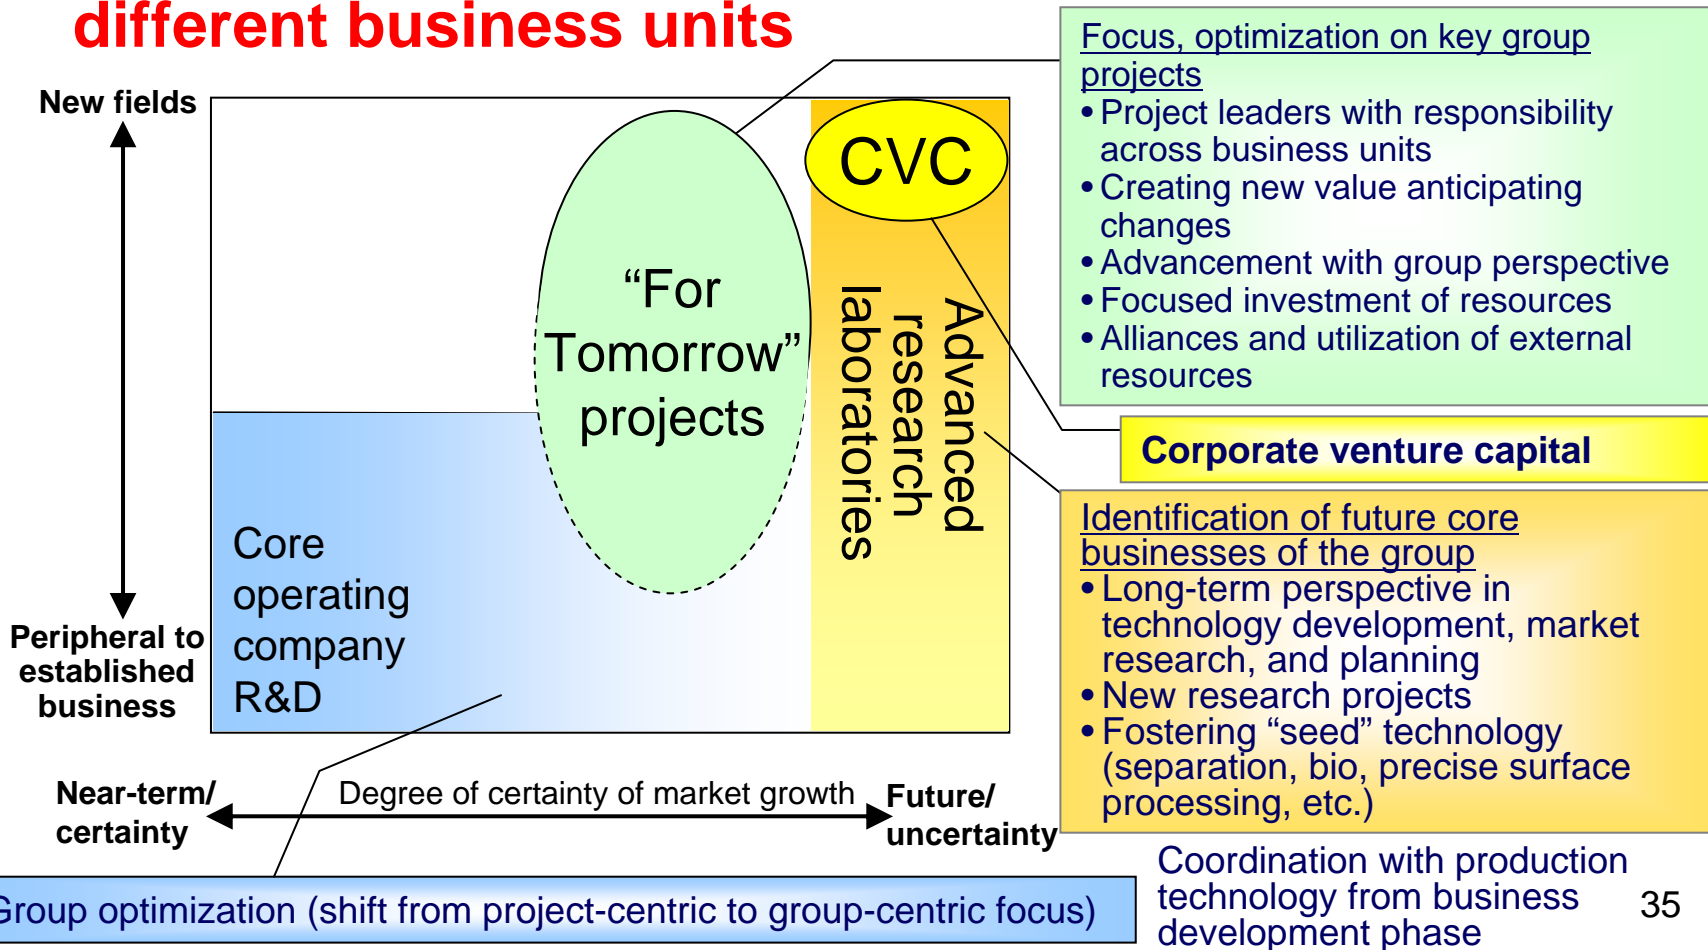 different business units
New fields
Peripheral to
established
business
Core
operating
company
R&D
“For
Tomorrow”
projects
CVC
Advanced
research
laboratories
Near-term/
certainty
Degree of certainty of market growth
Future/
uncertainty
Focus, optimization on key group
projects
• Project leaders with responsibility
across business units
• Creating new value anticipating
changes
• Advancement with group perspective
• Focused investment of resources
• Alliances and utilization of external
resources
Corporate venture capital
Identification of future core
businesses of the group
• Long-term perspective in
technology development, market
research, and planning
• New research projects
• Fostering “seed” technology
(separation, bio, precise surface
processing, etc.)
Group optimization (shift from project-centric to group-centric focus)
Coordination with production
technology from business
development phase
35